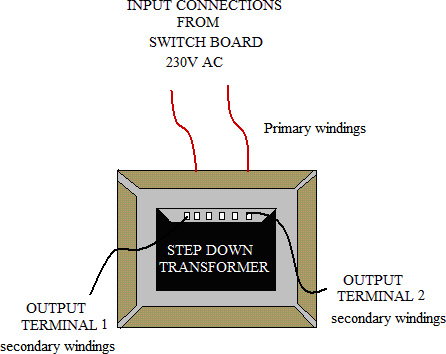 INPUT CONNECTIONS
FROM
SWITCH BOARD
230V AC
Primary windings
STEP DOWN
TRANSFORMER
OUTPUT
TERMINAL 1
secondary windings
OUTPUT
TERMINAL 2
secondary windings